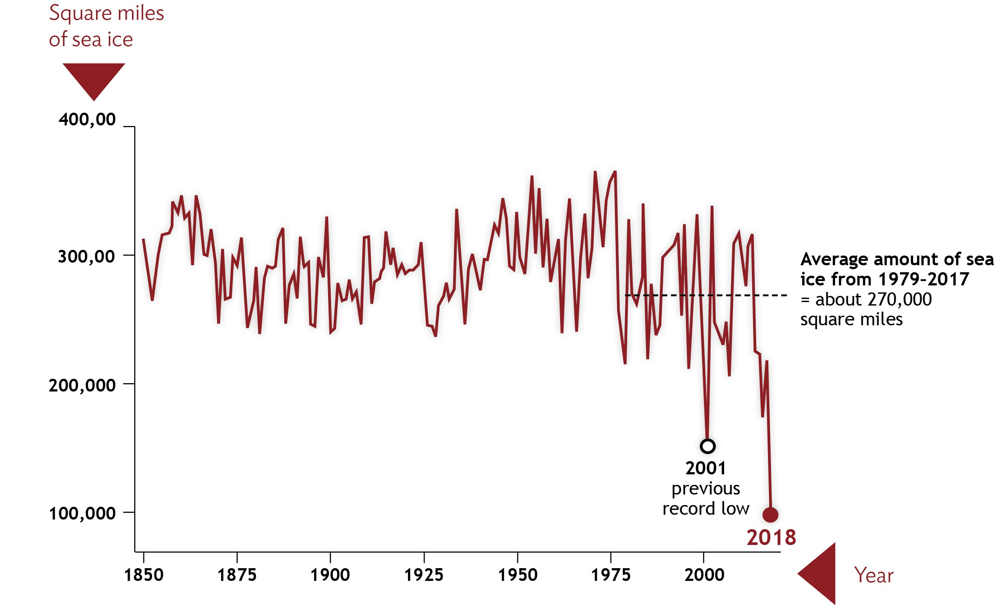 Square miles
of sea ice
400,00
300,00
200,000
100,000
Average amount of sea
ice from 1979–2017
= about 270,000
square miles
2001
previous
record low
2018
1850 1875 1900 1925 1950 1975 2000
Year